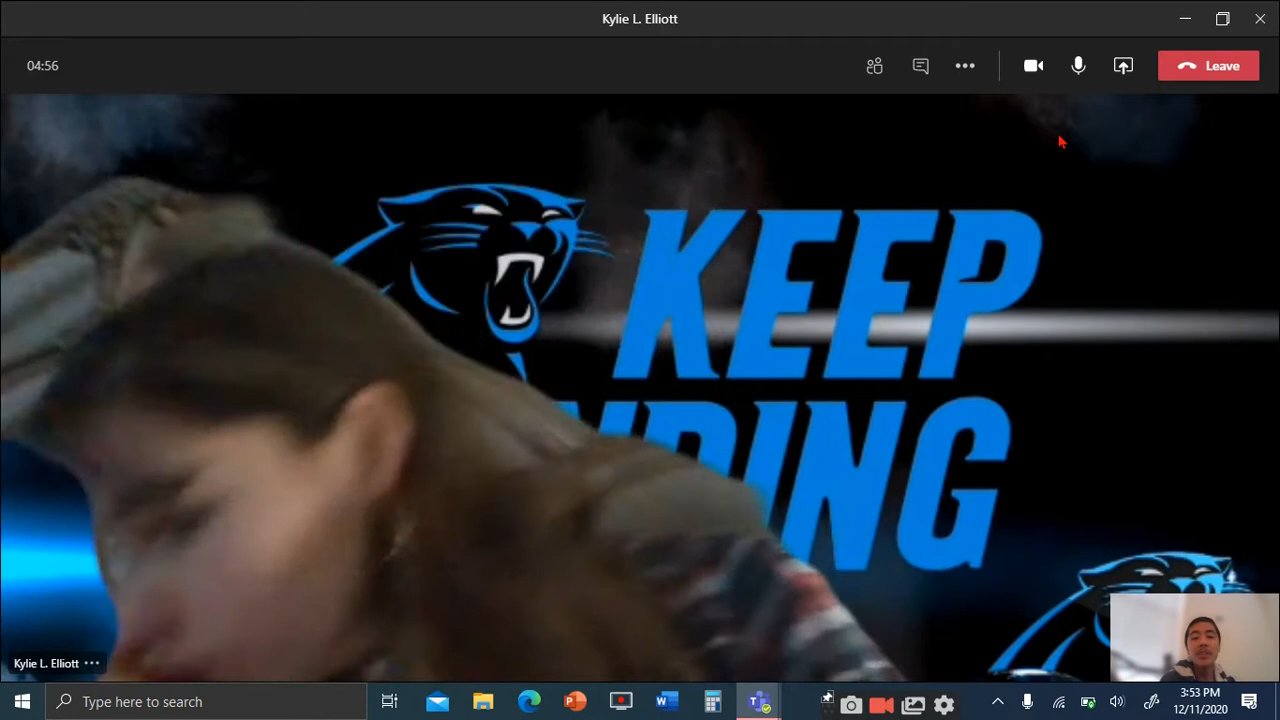 Kylie L. Elliott
04:56
Leave
KEEP
NDING
Kylie L. Elliott
Type here to search
3:53 PM
12/11/2020